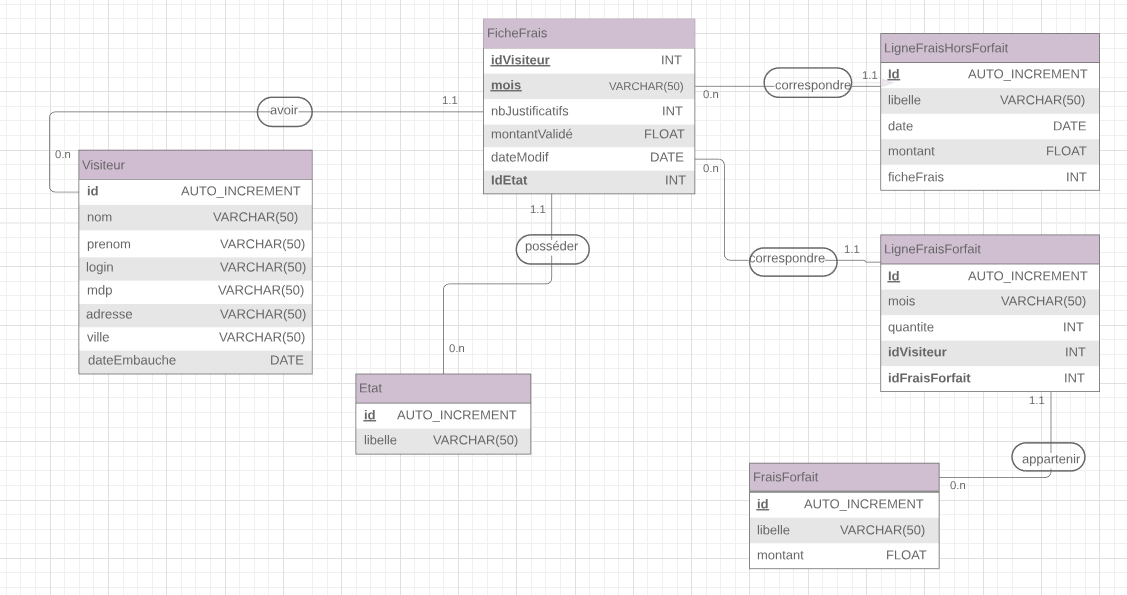 FicheFrais
idVisiteur INT
mois VARCHAR(50)
nbJustificatifs INT
montantValidé FLOAT
dateModif DATE
IdEtat INT
LigneFraisHorsForfait
Id AUTO_INCREMENT
libelle VARCHAR(50)
date DATE
montant FLOAT
ficheFrais INT
correspondre
1.1
0.n
avoir
1.1
0.n
Visiteur
id AUTO_INCREMENT
nom VARCHAR(50)
prenom VARCHAR(50)
login VARCHAR(50)
mdp VARCHAR(50)
adresse VARCHAR(50)
ville VARCHAR(50)
dateEmbauche DATE
0.n
1.1
posséder
0.n
correspondre
1.1
LigneFraisForfait
Id AUTO_INCREMENT
mois VARCHAR(50)
quantite INT
idVisiteur INT
idFraisForfait INT
Etat
id AUTO_INCREMENT
libelle VARCHAR(50)
1.1
appartenir
0.n
FraisForfait
id AUTO_INCREMENT
libelle VARCHAR(50)
montant FLOAT